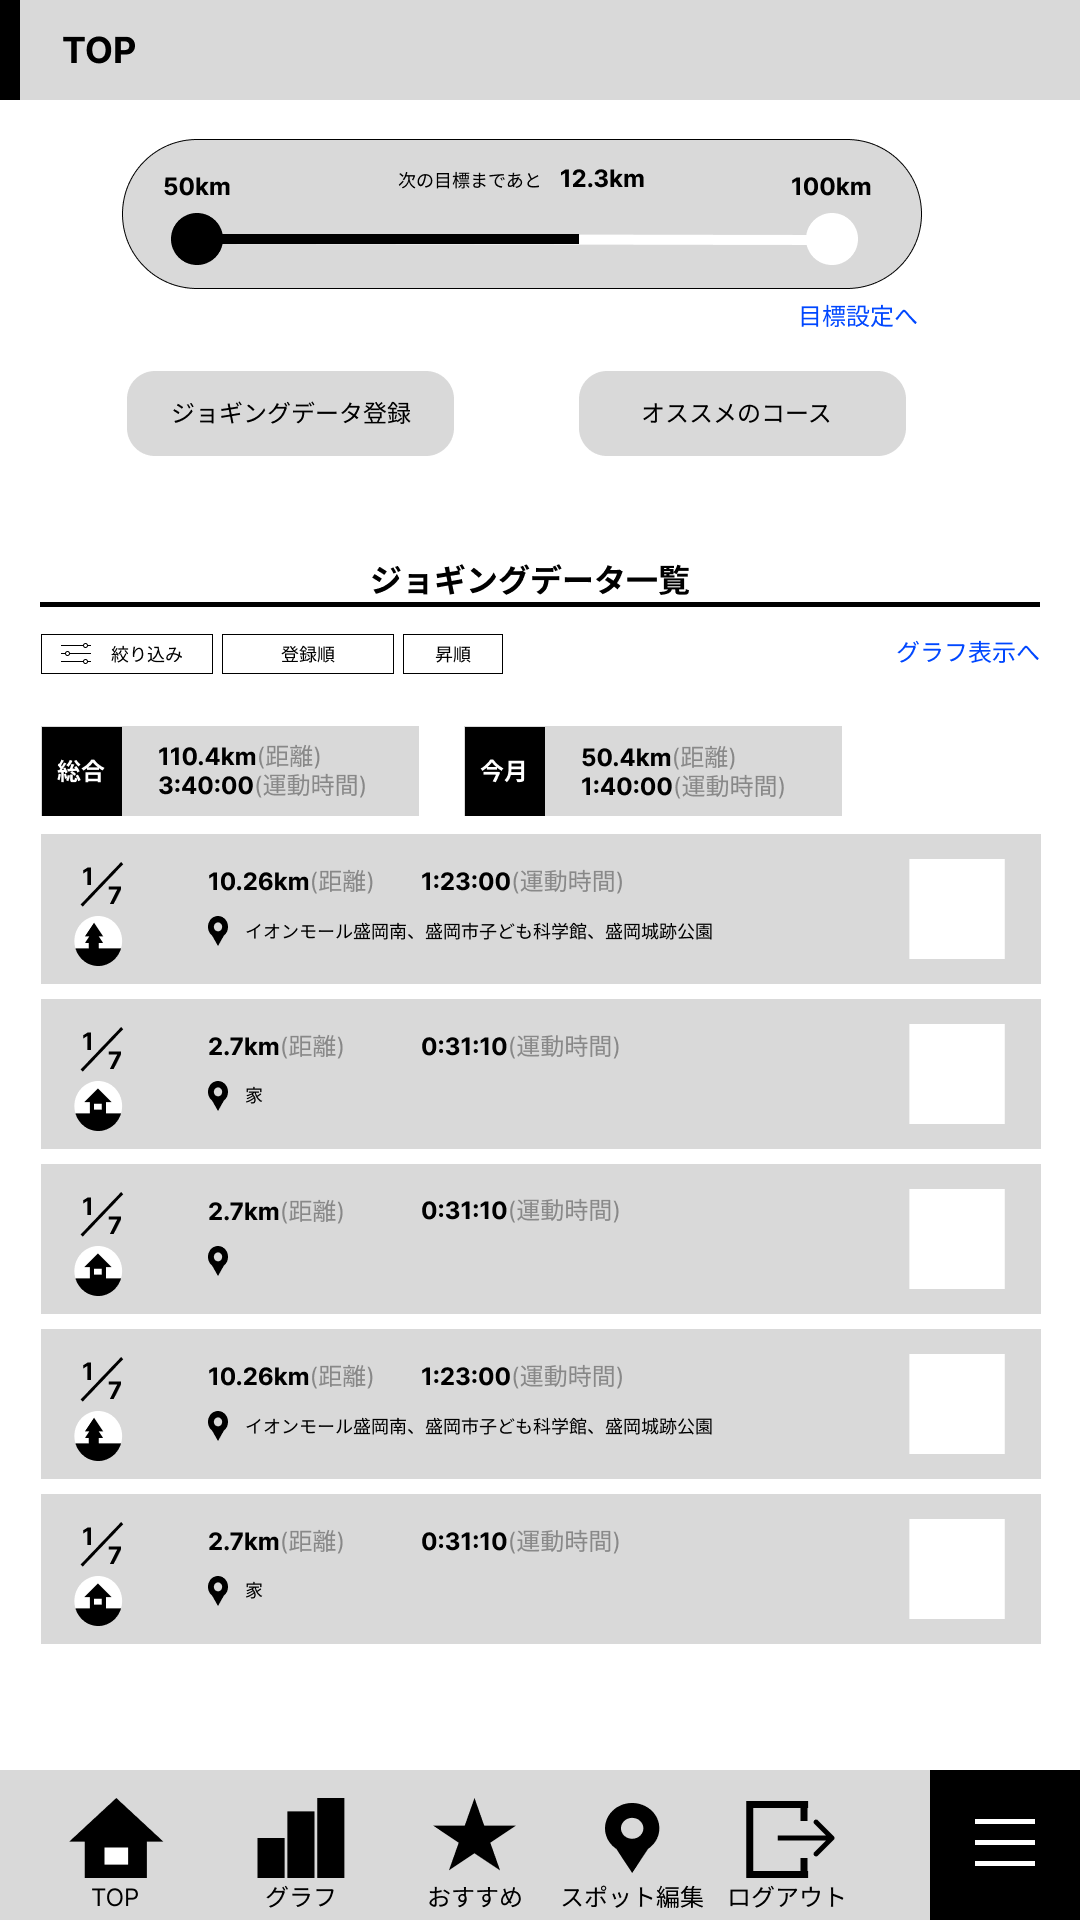 TOP
50km 次の目標まであと 12.3km 100km
目標設定へ
ジョギングデータ登録 オススメのコース
ジョギングデータ一覧
絞り込み 登録順 昇順 グラフ表示へ
総合 110.4km(距離)
3:40:00(運動時間)
今月 50.4km(距離)
1:40:00(運動時間)
1/7 10.26km(距離) 1:23:00(運動時間)
イオンモール盛岡南、盛岡市子ども科学館、盛岡城跡公園
1/7 2.7km(距離) 0:31:10(運動時間)
家
1/7 2.7km(距離) 0:31:10(運動時間)
1/7 10.26km(距離) 1:23:00(運動時間)
イオンモール盛岡南、盛岡市子ども科学館、盛岡城跡公園
1/7 2.7km(距離) 0:31:10(運動時間)
家
TOP グラフ おすすめ スポット編集 ログアウト